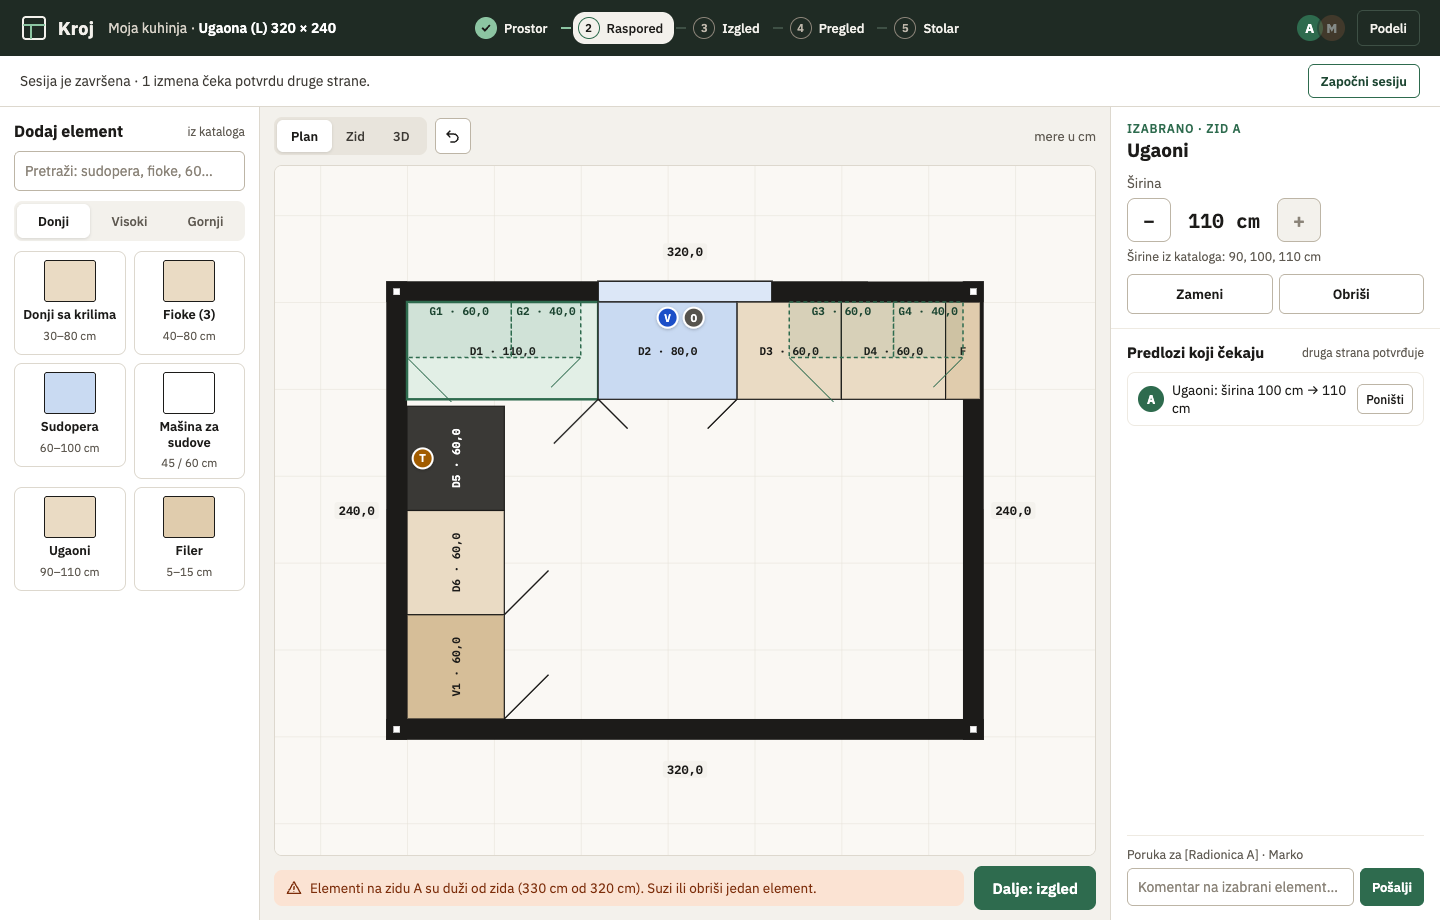 Kroj
Moja kuhinja · Ugaona (L) 320 × 240
Prostor
2 Raspored
3 Izgled
4 Pregled
5 Stolar
A
M
Podeli
Sesija je završena · 1 izmena čeka potvrdu druge strane.
Započni sesiju
Dodaj element
iz kataloga
Pretraži: sudopera, fioke, 60...
Donji
Visoki
Gornji
Donji sa krilima
30–80 cm
Fioke (3)
40–80 cm
Sudopera
60–100 cm
Mašina za
sudove
45 / 60 cm
Ugaoni
90–110 cm
Filer
5–15 cm
Plan
Zid
3D
mere u cm
320,0
G1 · 60,0
G2 · 40,0
V
O
G3 · 60,0
G4 · 40,0
D1 · 110,0
D2 · 80,0
D3 · 60,0
D4 · 60,0
F
T
D5 · 60,0
240,0
240,0
D6 · 60,0
V1 · 60,0
320,0
Elementi na zidu A su duži od zida (330 cm od 320 cm). Suzi ili obriši jedan element.
Dalje: izgled
IZABRANO · ZID A
Ugaoni
Širina
− 110 cm +
Širine iz kataloga: 90, 100, 110 cm
Zameni
Obriši
Predlozi koji čekaju
druga strana potvrđuje
A
Ugaoni: širina 100 cm → 110
cm
Poništi
Poruka za [Radionica A] · Marko
Komentar na izabrani element...
Pošalji